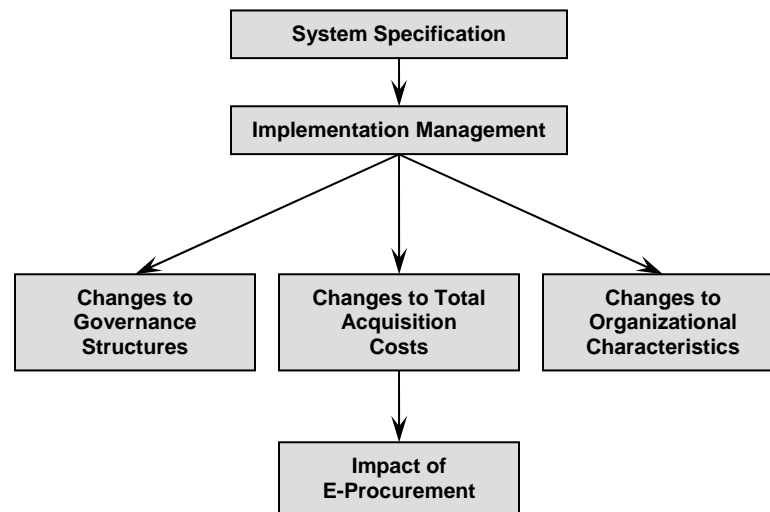 System Specification
Implementation Management
Changes to
Governance
Structures
Changes to Total
Acquisition
Costs
Changes to
Organizational
Characteristics
Impact of
E-Procurement